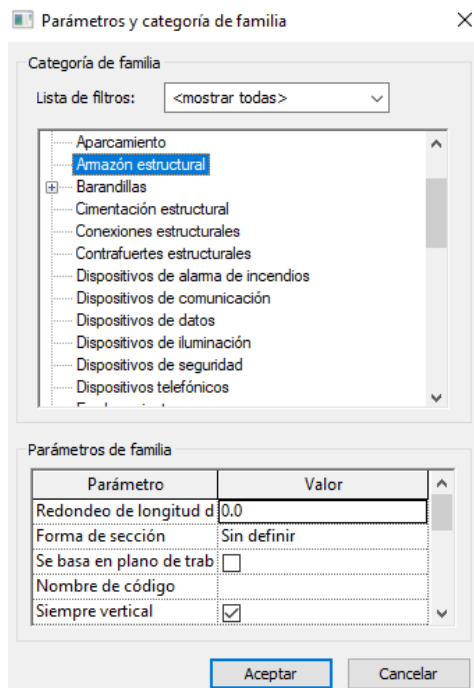 Parámetros y categoría de familia
Categoría de familia
Lista de filtros: <mostrar todas>
Aparcamiento
Armazón estructural
Barandillas
Cimentación estructural
Conexiones estructurales
Contrafuertes estructurales
Dispositivos de alarma de incendios
Dispositivos de comunicación
Dispositivos de datos
Dispositivos de iluminación
Dispositivos de seguridad
Dispositivos telefónicos
Parámetros de familia
Parámetro Valor
Redondeo de longitud d 0.0
Forma de sección Sin definir
Se basa en plano de trab
Nombre de código
Siempre vertical
Aceptar Cancelar